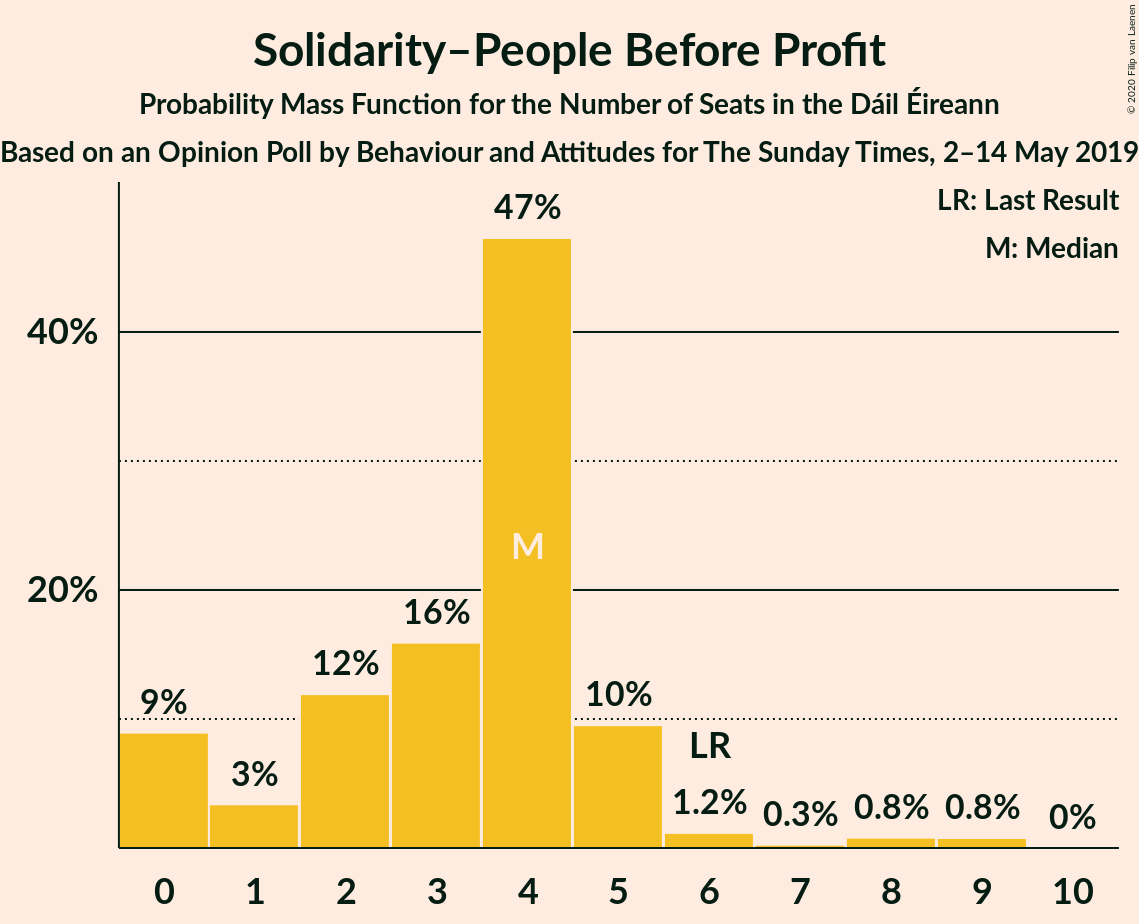 Solidarity–People Before Profit
Probability Mass Function for the Number of Seats in the Dáil Éireann
Based on an Opinion Poll by Behaviour and Attitudes for The Sunday Times, 2–14 May 2019
© 2020 Filip van Laenen
LR: Last Result
M: Median
47%
40%
M
20%
16%
12%
10%
9%
LR
3%
1.2%
0.3%
0.8%
0.8%
0%
0 1 2 3 4 5 6 7 8 9 10